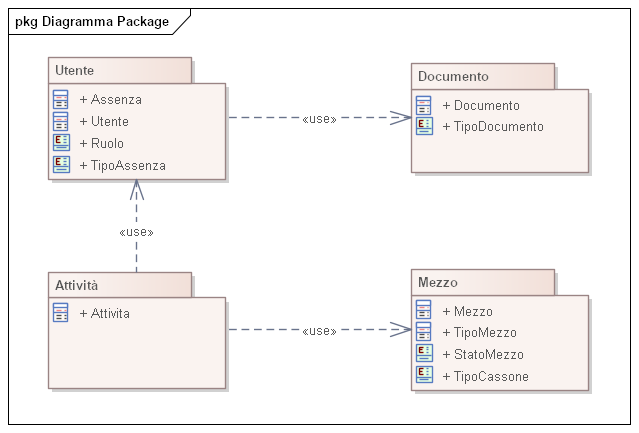 pkg Diagramma Package
Utente
+ Assenza
+ Utente
+ Ruolo
+ TipoAssenza
«use»
Documento
+ Documento
+ TipoDocumento
«use»
Attività
+ Attivita
«use»
Mezzo
+ Mezzo
+ TipoMezzo
+ StatoMezzo
+ TipoCassone